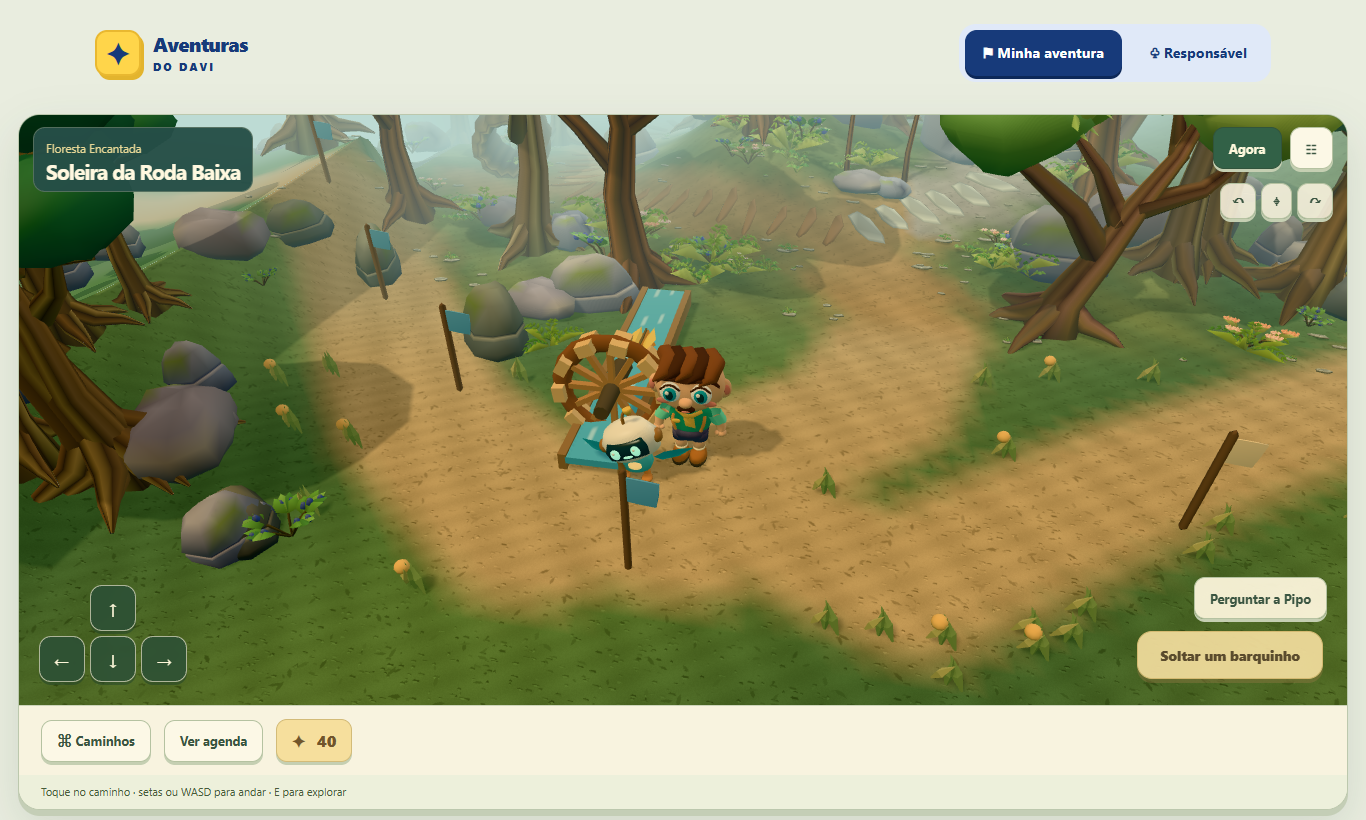 Aventuras
DO DAVI
Minha aventura
Responsável
Floresta Encantada
Soleira da Roda Baixa
Agora
Perguntar a Pipo
Soltar um barquinho
Caminhos
Ver agenda
40
Toque no caminho · setas ou WASD para andar · E para explorar